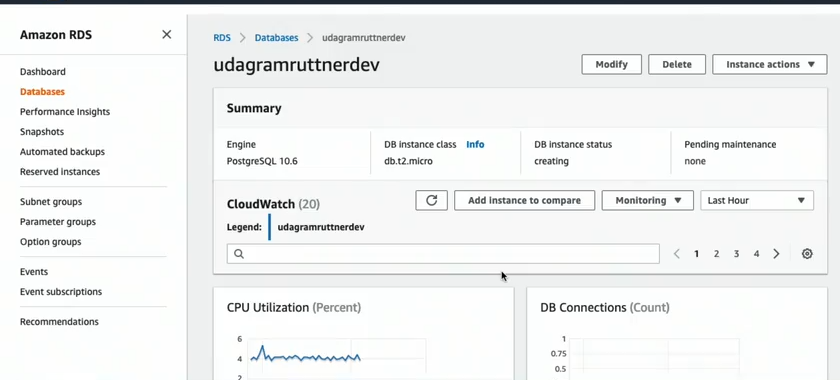 Amazon RDS
Dashboard
Databases
Performance Insights
Snapshots
Automated backups
Reserved instances
Subnet groups
Parameter groups
Option groups
Events
Event subscriptions
Recommendations
RDS Databases udagramruttnerdev
udagramruttnerdev Modify Delete Instance actions
Summary
Engine DB instance class Info DB instance status Pending maintenance
PostgreSQL 10.6 db.t2.micro creating none
CloudWatch (20) Add instance to compare Monitoring Last Hour
Legend: udagramruttnerdev
1 2 3 4
CPU Utilization (Percent) DB Connections (Count)
6 1
4 0.75
2 0.5